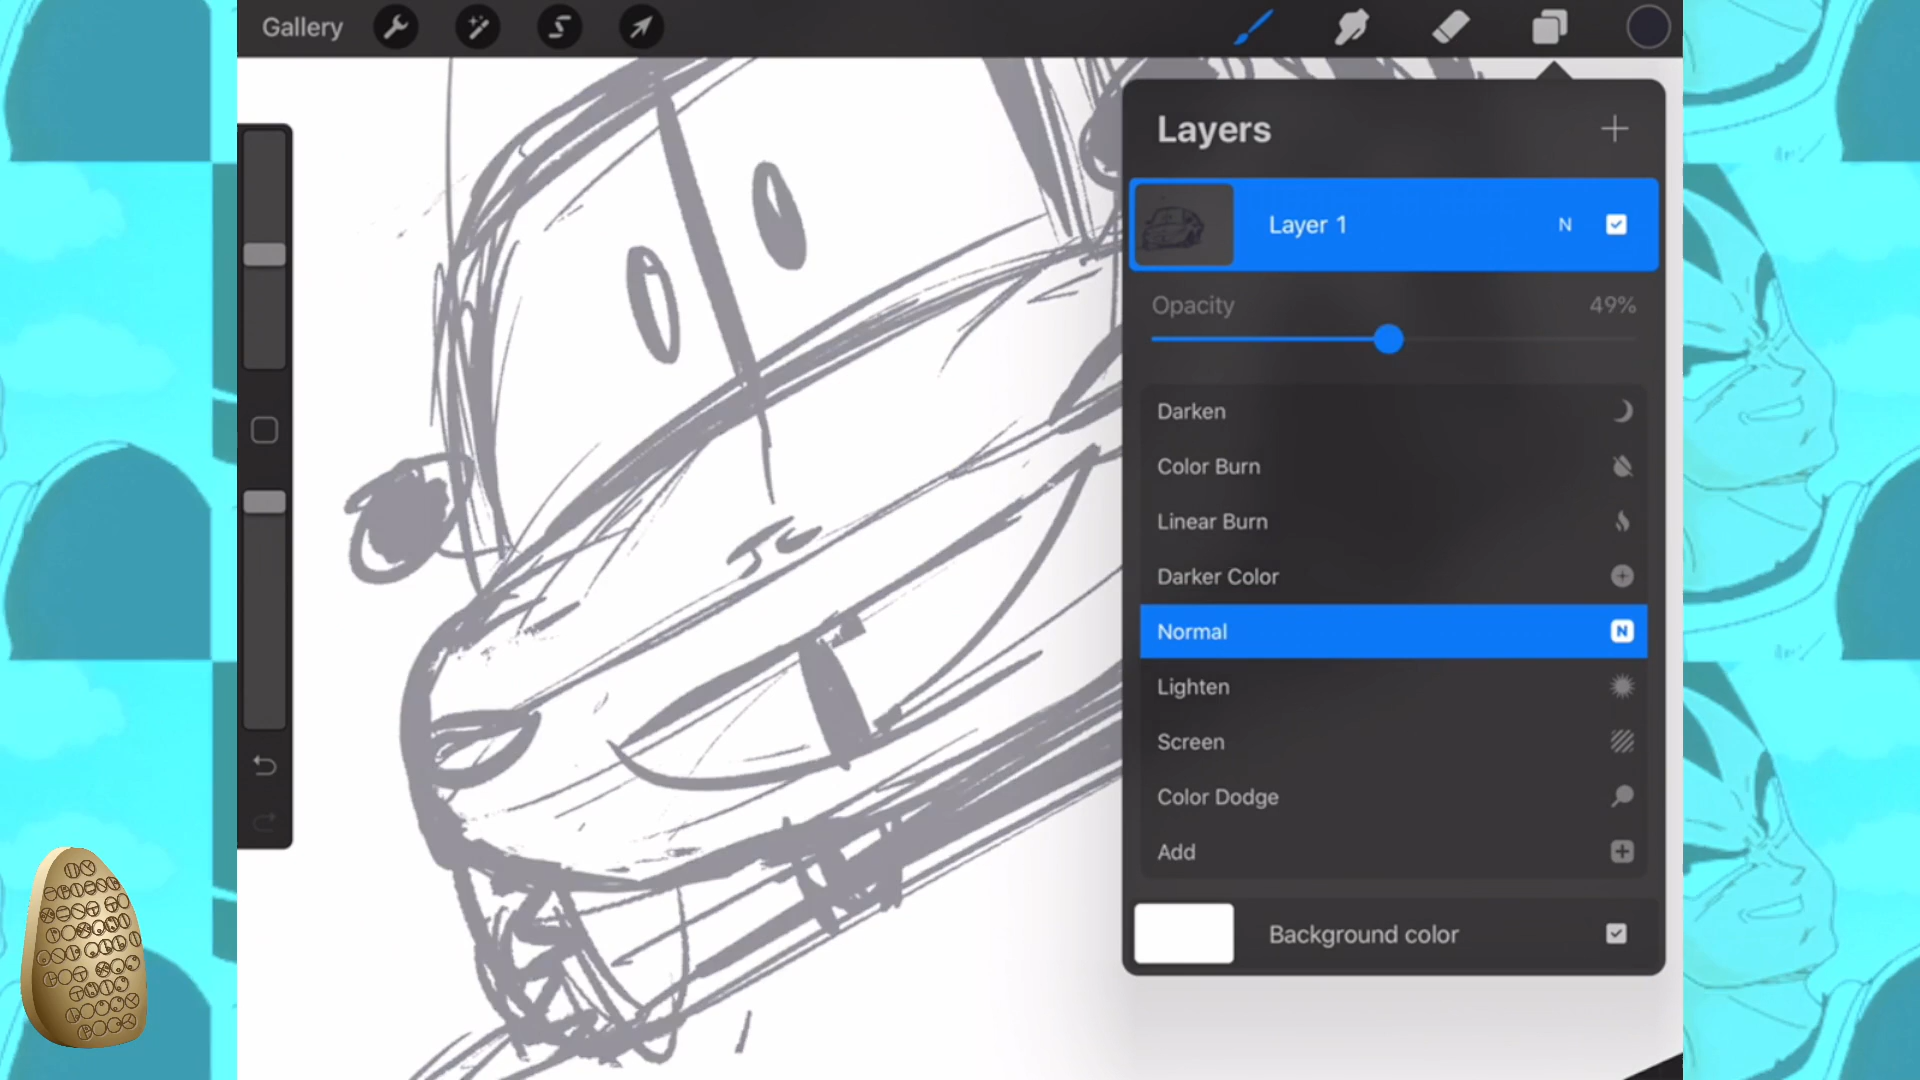 Gallery
Layers
Layer 1 N
Opacity 49%
Darken
Color Burn
Linear Burn
Darker Color
Normal N
Lighten
Screen
Color Dodge
Add
Background color